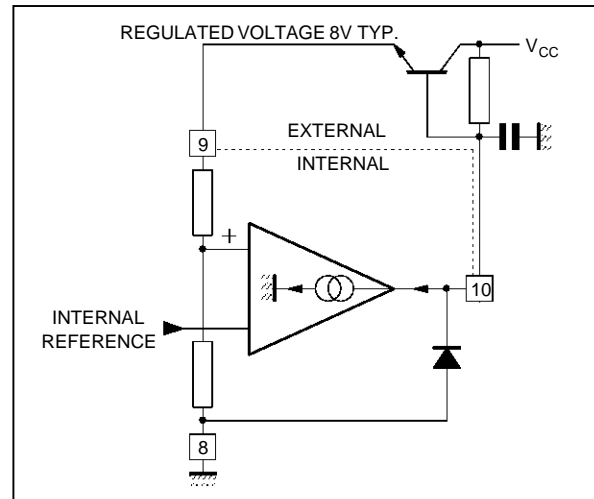 REGULATED VOLTAGE 8V TYP.
VCC
EXTERNAL
9
INTERNAL
+
10
INTERNAL
REFERENCE
8